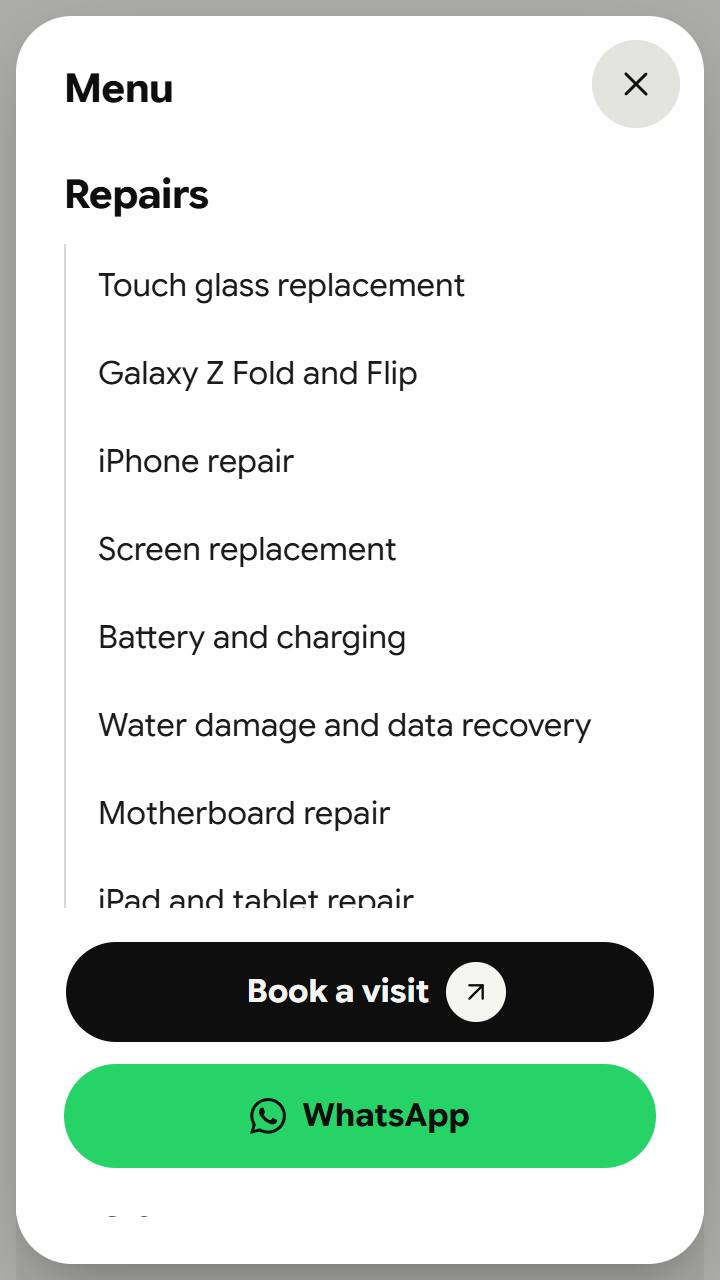 Menu
Repairs
Touch glass replacement
Galaxy Z Fold and Flip
iPhone repair
Screen replacement
Battery and charging
Water damage and data recovery
Motherboard repair
iPad and tablet repair
Book a visit
WhatsApp